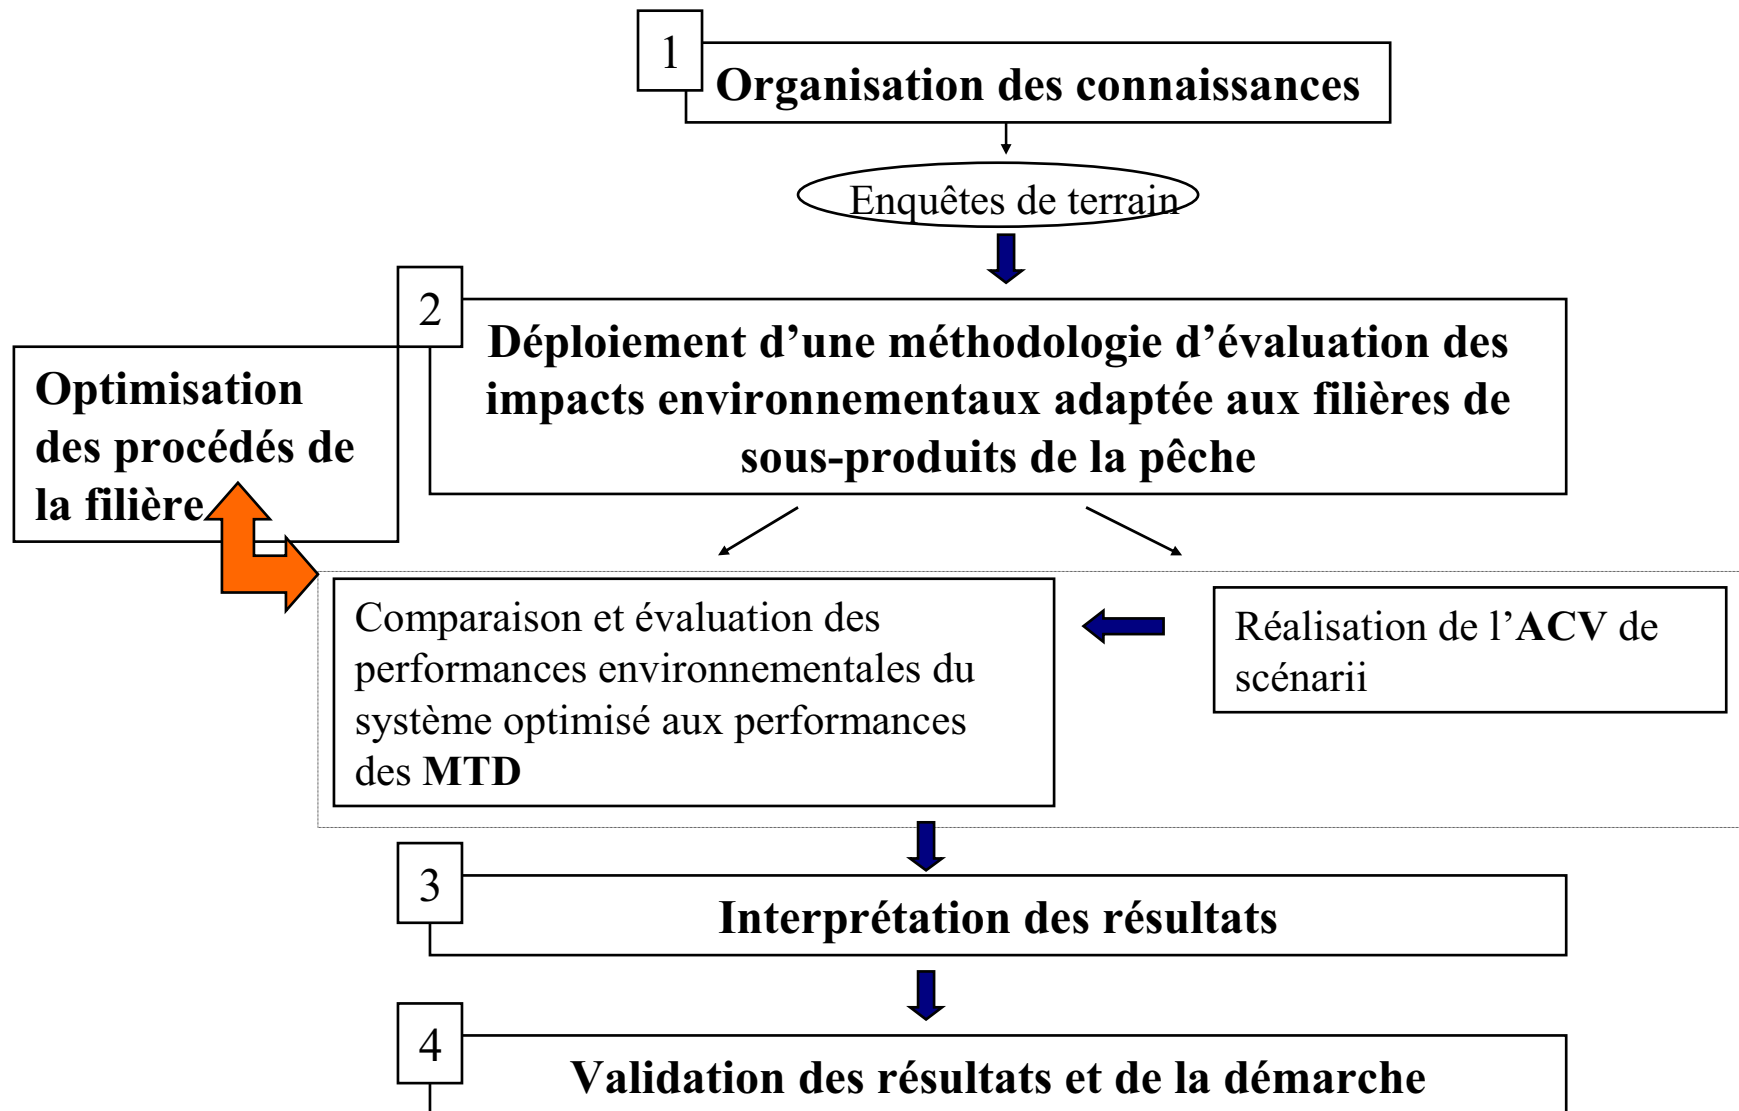 1
Organisation des connaissances
Enquêtes de terrain
2
Déploiement d’une méthodologie d’évaluation des
impacts environnementaux adaptée aux filières de
sous-produits de la pêche
Optimisation
des procédés de
la filière
Comparaison et évaluation des
performances environnementales du
système optimisé aux performances
des MTD
Réalisation de l’ACV de
scénarii
3
Interprétation des résultats
4
Validation des résultats et de la démarche